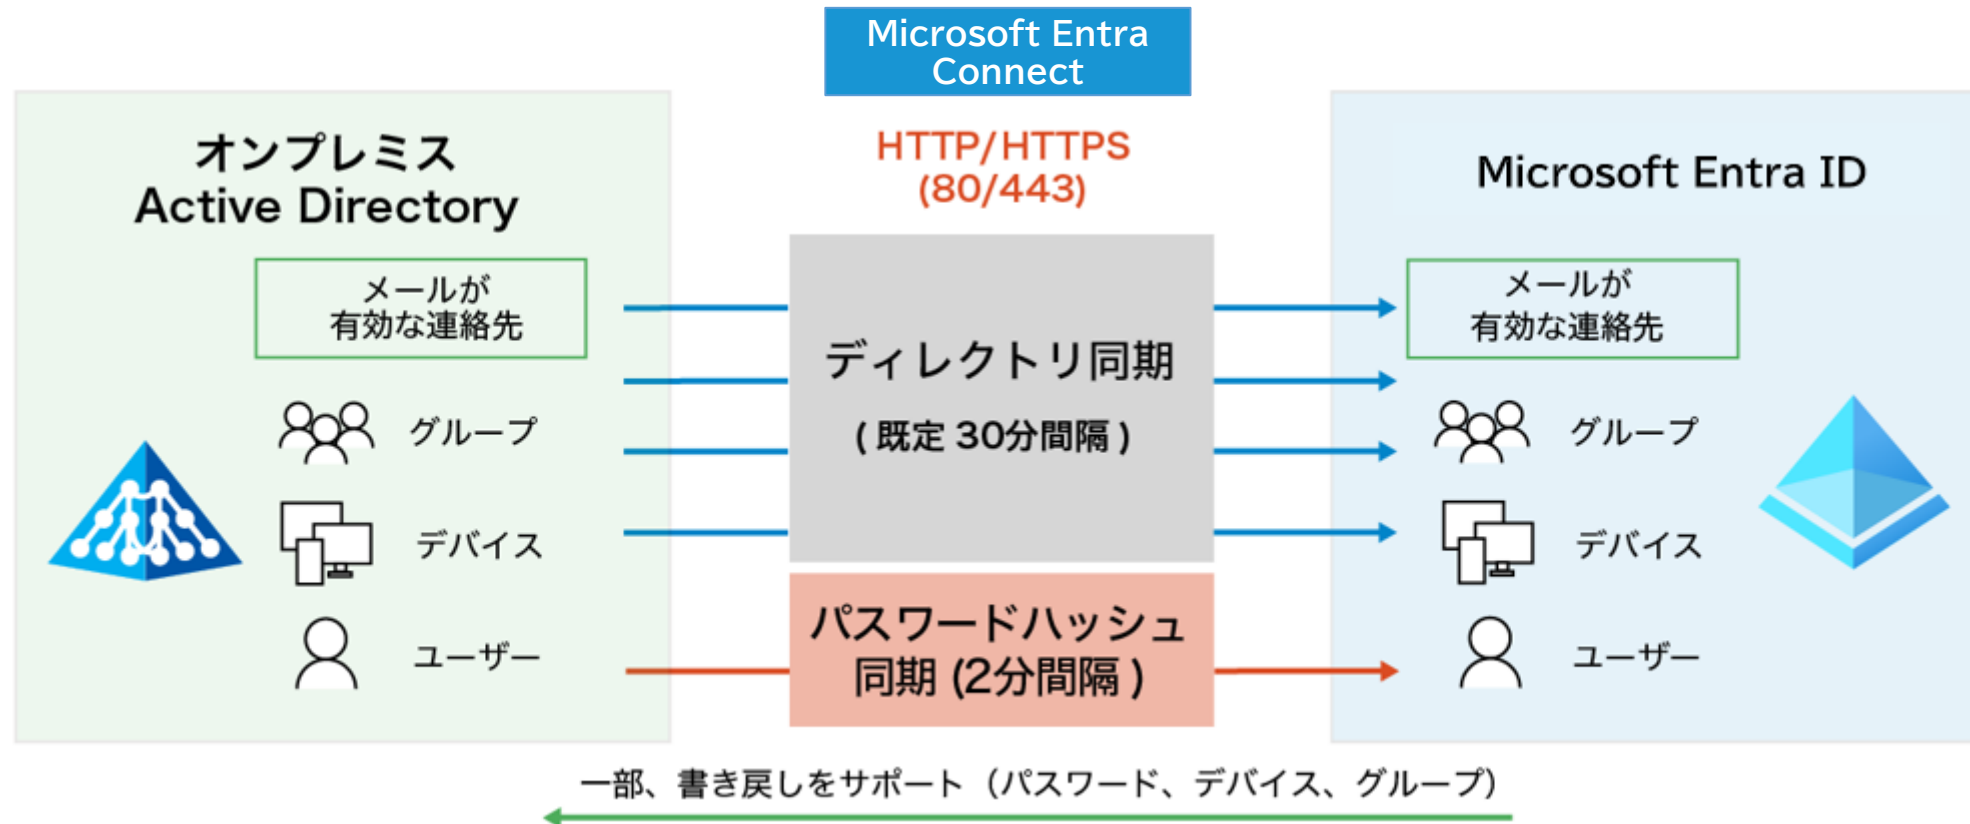 Microsoft Entra
Connect
オンプレミス
Active Directory
メールが
有効な連絡先
グループ
デバイス
ユーザー
HTTP/HTTPS
(80/443)
ディレクトリ同期
( 既定 30分間隔 )
パスワードハッシュ
同期 (2分間隔 )
Microsoft Entra ID
メールが
有効な連絡先
グループ
デバイス
ユーザー
一部、書き戻しをサポート（パスワード、デバイス、グループ）